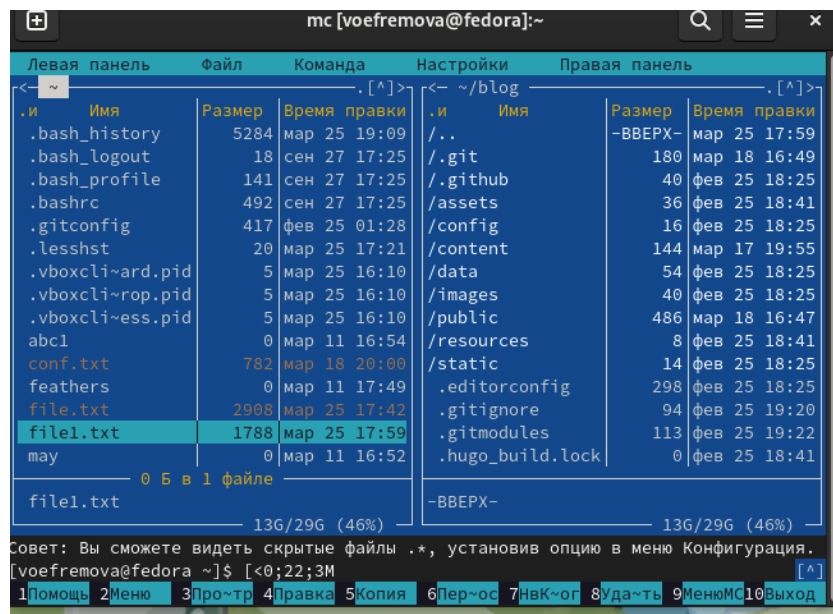 mc [voefremova@fedora]:~
Левая панель Файл Команда Настройки Правая панель
<— ~ .[^]> <— ~/blog .[^]>
.и Имя Размер Время правки .и Имя Размер Время правки
.bash_history 5284 мар 25 19:09 /.. -ВВЕРХ- мар 25 17:59
.bash_logout 18 сен 27 17:25 /.git 180 мар 18 16:49
.bash_profile 141 сен 27 17:25 /.github 40 фев 25 18:25
.bashrc 492 сен 27 17:25 /assets 36 фев 25 18:41
.gitconfig 417 фев 25 01:28 /config 16 фев 25 18:25
.lesshst 20 мар 25 17:21 /content 144 мар 17 19:55
.vboxcli~ard.pid 5 мар 25 16:10 /data 54 фев 25 18:25
.vboxcli~rop.pid 5 мар 25 16:10 /images 40 фев 25 18:25
.vboxcli~ess.pid 5 мар 25 16:10 /public 486 мар 18 16:47
abc1 0 мар 11 16:54 /resources 8 фев 25 18:41
conf.txt 782 мар 18 20:00 /static 14 фев 25 18:25
feathers 0 мар 11 17:49 .editorconfig 298 фев 25 18:25
file.txt 2908 мар 25 17:42 .gitignore 94 фев 25 19:20
file1.txt 1788 мар 25 17:59 .gitmodules 113 фев 25 19:22
may 0 мар 11 16:52 .hugo_build.lock 0 фев 25 18:41
0 Б в 1 файле
file1.txt -ВВЕРХ-
13G/29G (46%) 13G/29G (46%)
Совет: Вы сможете видеть скрытые файлы .*, установив опцию в меню Конфигурация.
[voefremova@fedora ~]$ [<0;22;3M [^]
1Помощь 2Меню 3Про~тр 4Правка 5Копия 6Пер~ос 7НвК~ог 8Уда~ть 9МенюMC 10Выход